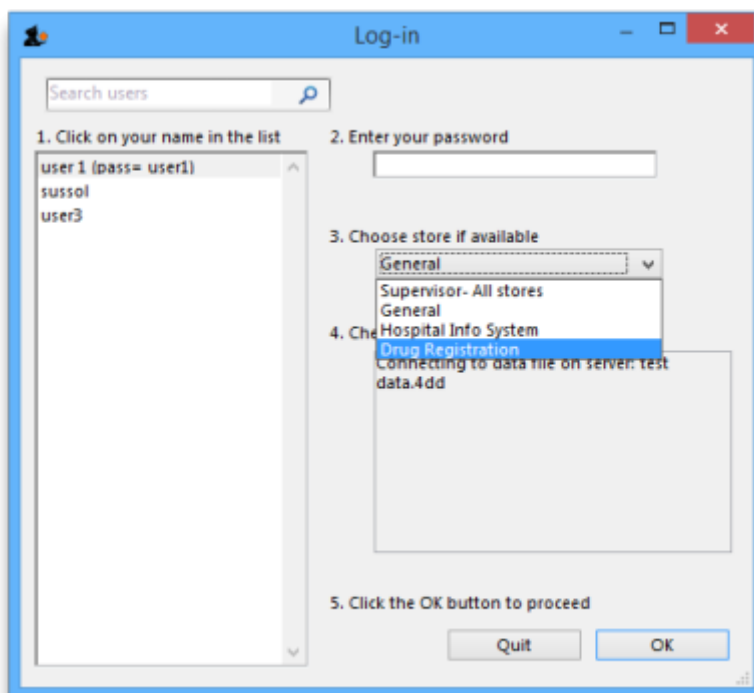 Log-in
Search users
1. Click on your name in the list
user 1 (pass= user1)
sussol
user3
2. Enter your password
3. Choose store if available
General
Supervisor- All stores
General
Hospital Info System
Drug Registration
4. Che
Connecting to data file on server: test
data.4dd
5. Click the OK button to proceed
Quit
OK